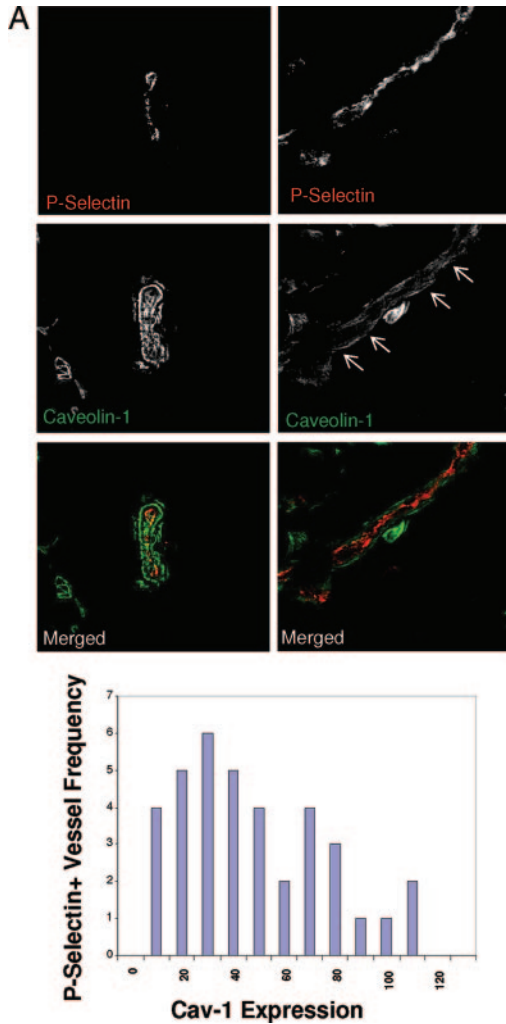 A
P-Selectin
P-Selectin
Caveolin-1
Caveolin-1
Merged
Merged
P-Selectin+ Vessel Frequency
7
6
5
4
3
2
1
0
0 20 40 60 80 100 120
Cav-1 Expression